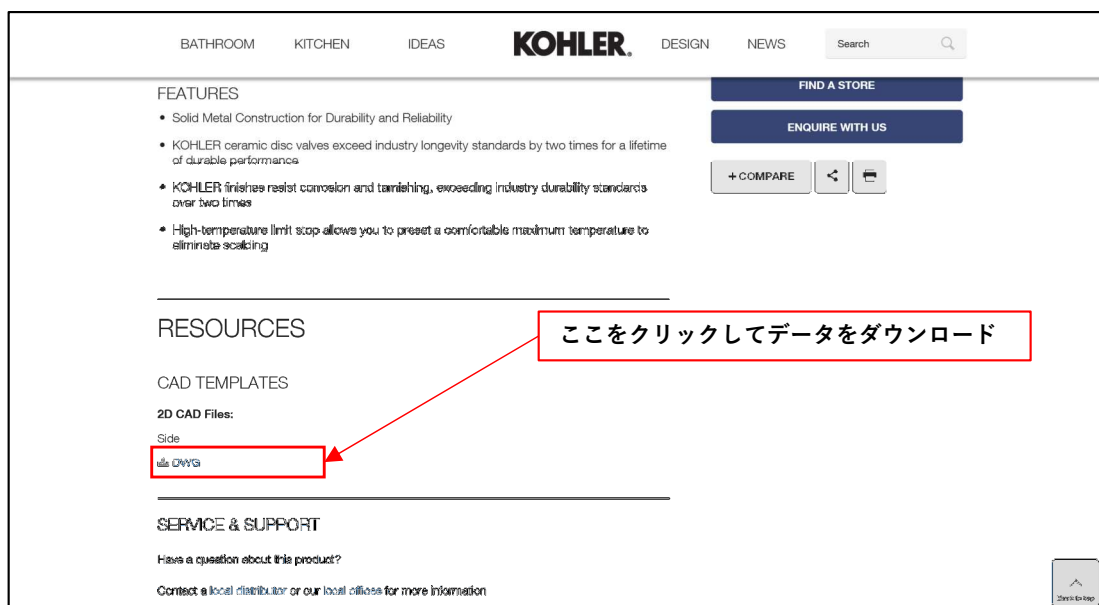 BATHROOM KITCHEN IDEAS KOHLER. DESIGN NEWS Search
FEATURES
• Solid Metal Construction for Durability and Reliability
• KOHLER ceramic disc valves exceed industry longevity standards by two times for a lifetime
of durable performance
• KOHLER finishes resist corrosion and tarnishing, exceeding industry durability standards
over two times
• High-temperature limit stop allows you to preset a comfortable maximum temperature to
eliminate scalding
FIND A STORE
ENQUIRE WITH US
+ COMPARE
RESOURCES
ここをクリックしてデータをダウンロード
CAD TEMPLATES
2D CAD Files:
Side
DWG
SERVICE & SUPPORT
Have a question about this product?
Contact a local distributor or our local offices for more information
Back to top